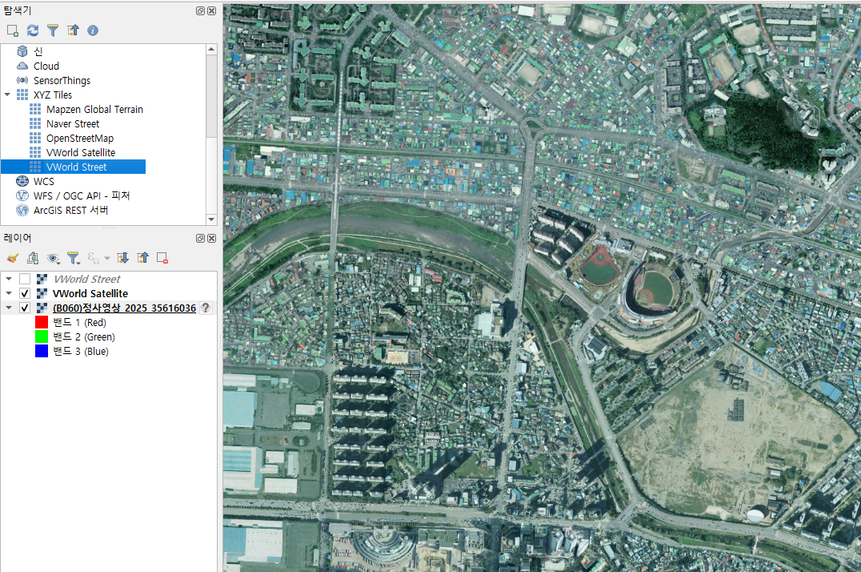 탐색기
신
Cloud
SensorThings
XYZ Tiles
Mapzen Global Terrain
Naver Street
OpenStreetMap
VWorld Satellite
VWorld Street
WCS
WFS / OGC API - 피처
ArcGIS REST 서버
레이어
VWorld Street
VWorld Satellite
(B060)정사영상_2025_35616036
밴드 1 (Red)
밴드 2 (Green)
밴드 3 (Blue)